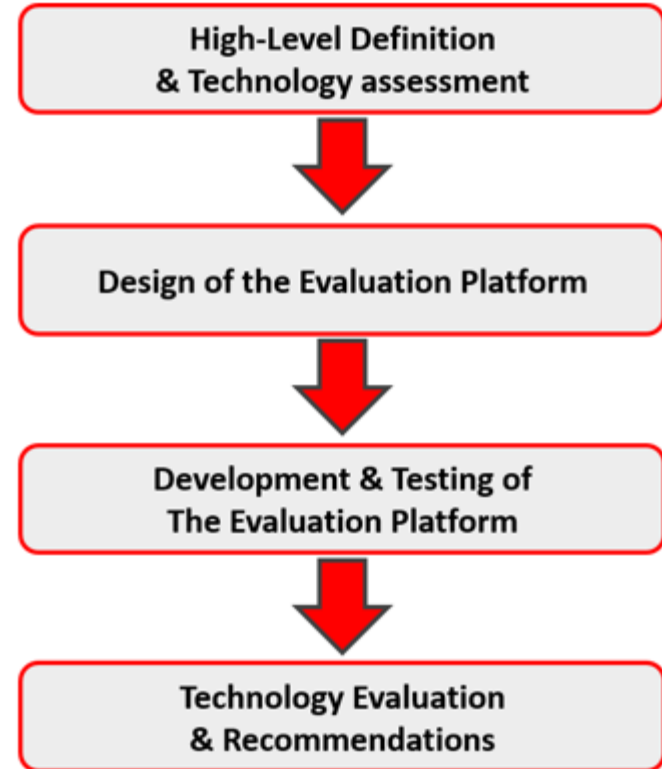 High-Level Definition
& Technology assessment
Design of the Evaluation Platform
Development & Testing of
The Evaluation Platform
Technology Evaluation
& Recommendations